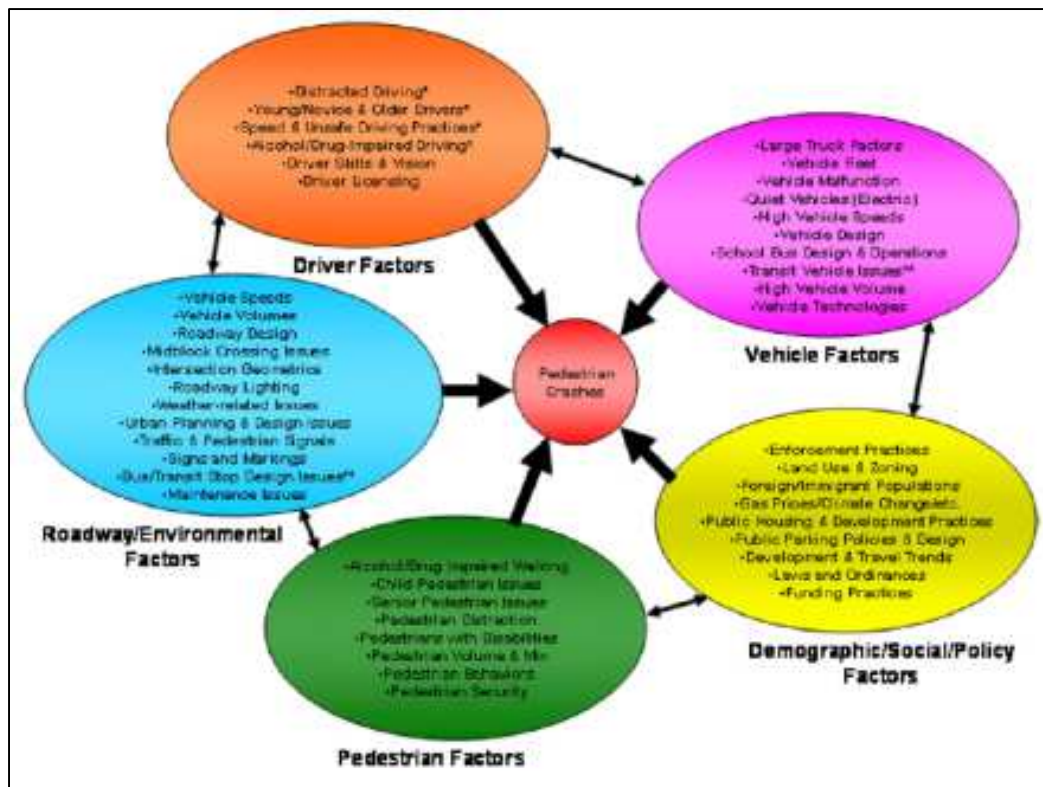 •Distracted Driving*
•Young/Novice & Older Drivers*
•Speed & Unsafe Driving Practices*
•Alcohol/Drug-Impaired Driving*
•Driver Skills & Vision
•Driver Licensing
Driver Factors
•Large Truck Factors
•Vehicle Fleet
•Vehicle Malfunction
•Quiet Vehicles (Electric)
•High Vehicle Speeds
•Vehicle Design
•School Bus Design & Operations
•Transit Vehicle Issues**
•High Vehicle Volume
•Vehicle Technologies
Vehicle Factors
•Vehicle Speeds
•Vehicle Volumes
•Roadway Design
•Midblock Crossing Issues
•Intersection Geometrics
•Roadway Lighting
•Weather-related Issues
•Urban Planning & Design Issues
•Traffic & Pedestrian Signals
•Signs and Markings
•Bus/Transit Stop Design Issues**
•Maintenance Issues
Roadway/Environmental
Factors
Pedestrian
Crashes
•Enforcement Practices
•Land Use & Zoning
•Foreign/Immigrant Populations
•Gas Prices/Climate Change/etc.
•Public Housing & Development Practices
•Public Parking Policies & Design
•Development & Travel Trends
•Laws and Ordinances
•Funding Practices
Demographic/Social/Policy
Factors
•Alcohol/Drug Impaired Walking
•Child Pedestrian Issues
•Senior Pedestrian Issues
•Pedestrian Distraction
•Pedestrians with Disabilities
•Pedestrian Volume & Mix
•Pedestrian Behaviors
•Pedestrian Security
Pedestrian Factors